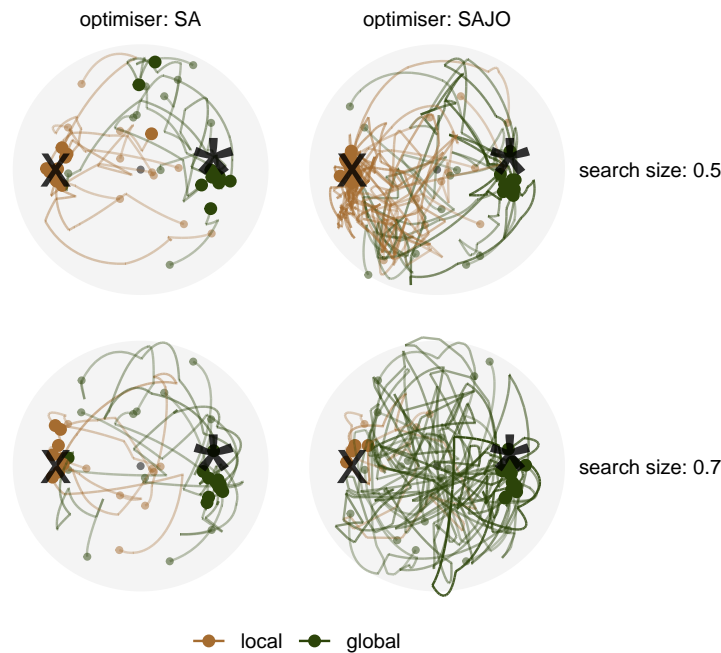 optimiser: SA
optimiser: SAJO
x
*
x
*
search size: 0.5
x
*
x
*
search size: 0.7
local
global